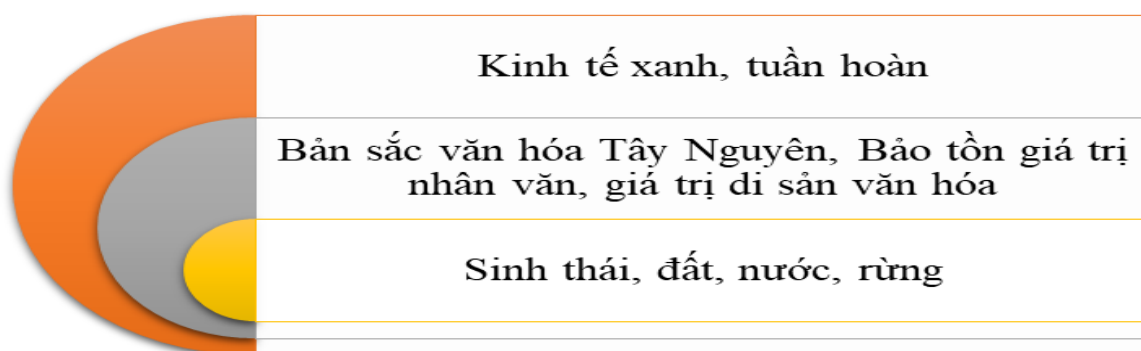 Kinh tế xanh, tuần hoàn
Bản sắc văn hóa Tây Nguyên, Bảo tồn giá trị
nhân văn, giá trị di sản văn hóa
Sinh thái, đất, nước, rừng